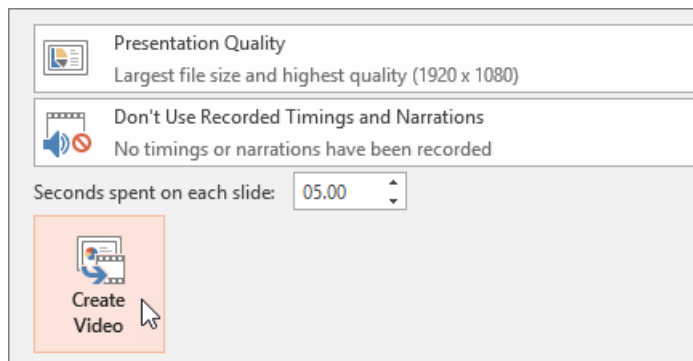 Presentation Quality
Largest file size and highest quality (1920 x 1080)
Don't Use Recorded Timings and Narrations
No timings or narrations have been recorded
Seconds spent on each slide: 05.00
Create
Video